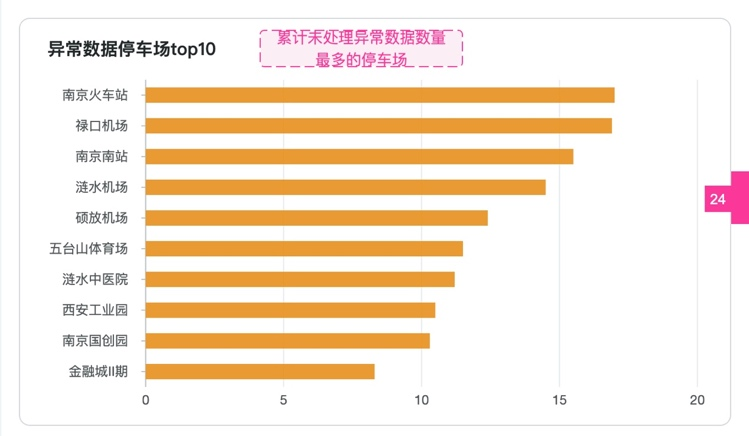 异常数据停车场top10
累计未处理异常数据数量
最多的停车场
南京火车站
禄口机场
南京南站
涟水机场
硕放机场
五台山体育场
涟水中医院
西安工业园
南京国创园
金融城II期
0 5 10 15 20
24